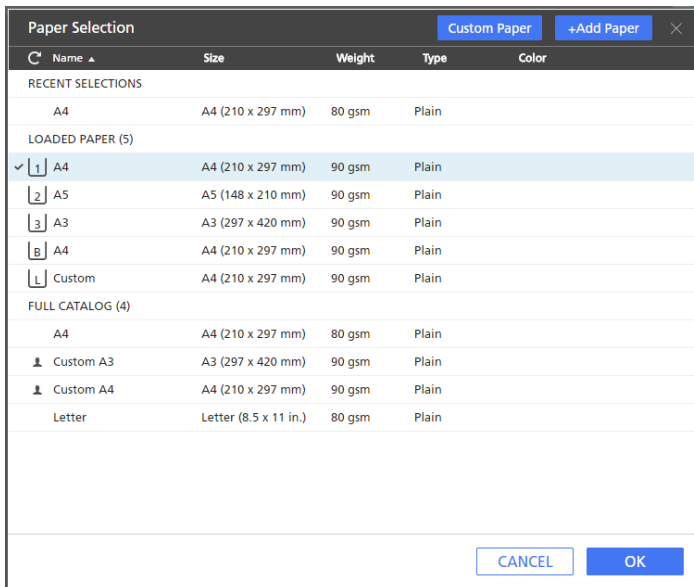 Paper Selection Custom Paper +Add Paper
Name Size Weight Type Color
RECENT SELECTIONS
A4 A4 (210 x 297 mm) 80 gsm Plain
LOADED PAPER (5)
1 A4 A4 (210 x 297 mm) 90 gsm Plain
2 A5 A5 (148 x 210 mm) 90 gsm Plain
3 A3 A3 (297 x 420 mm) 90 gsm Plain
B A4 A4 (210 x 297 mm) 90 gsm Plain
L Custom A4 (210 x 297 mm) 90 gsm Plain
FULL CATALOG (4)
A4 A4 (210 x 297 mm) 80 gsm Plain
Custom A3 A3 (297 x 420 mm) 90 gsm Plain
Custom A4 A4 (210 x 297 mm) 90 gsm Plain
Letter Letter (8.5 x 11 in.) 80 gsm Plain
CANCEL OK